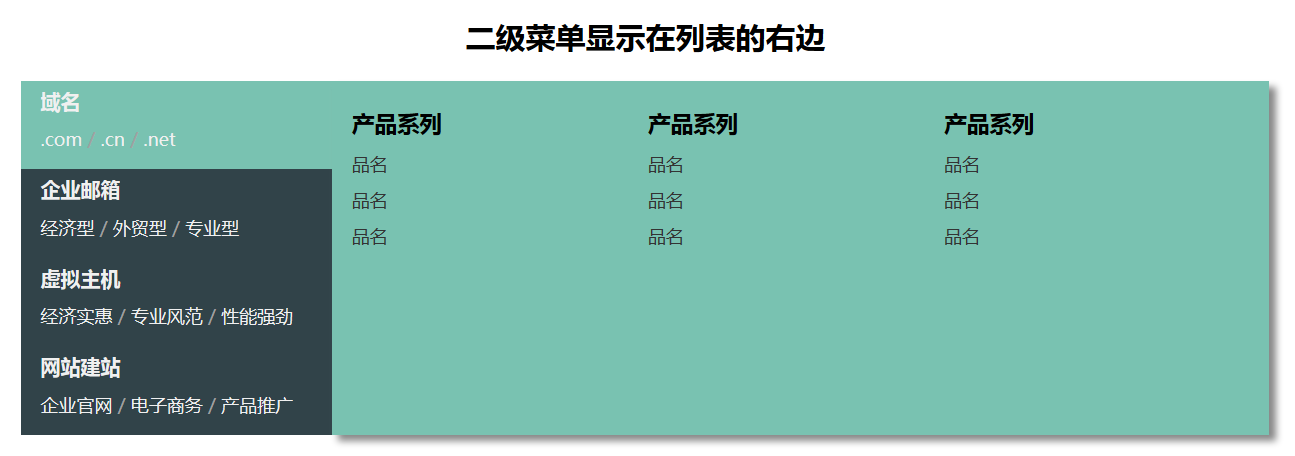 二级菜单显示在列表的右边
域名
.com / .cn / .net
企业邮箱
经济型 / 外贸型 / 专业型
虚拟主机
经济实惠 / 专业风范 / 性能强劲
网站建站
企业官网 / 电子商务 / 产品推广
产品系列
品名
品名
品名
产品系列
品名
品名
品名
产品系列
品名
品名
品名